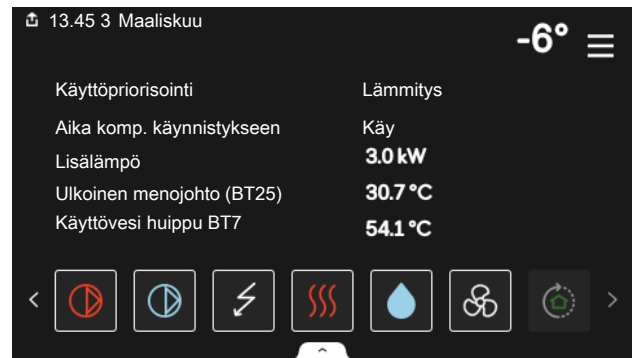 13.45 3 Maaliskuu
-6°
Käyttöpriorisointi Lämmitys
Aika komp. käynnistykseen Käy
Lisälämpö 3.0 kW
Ulkoinen menojohto (BT25) 30.7 °C
Käyttövesi huippu BT7 54.1 °C